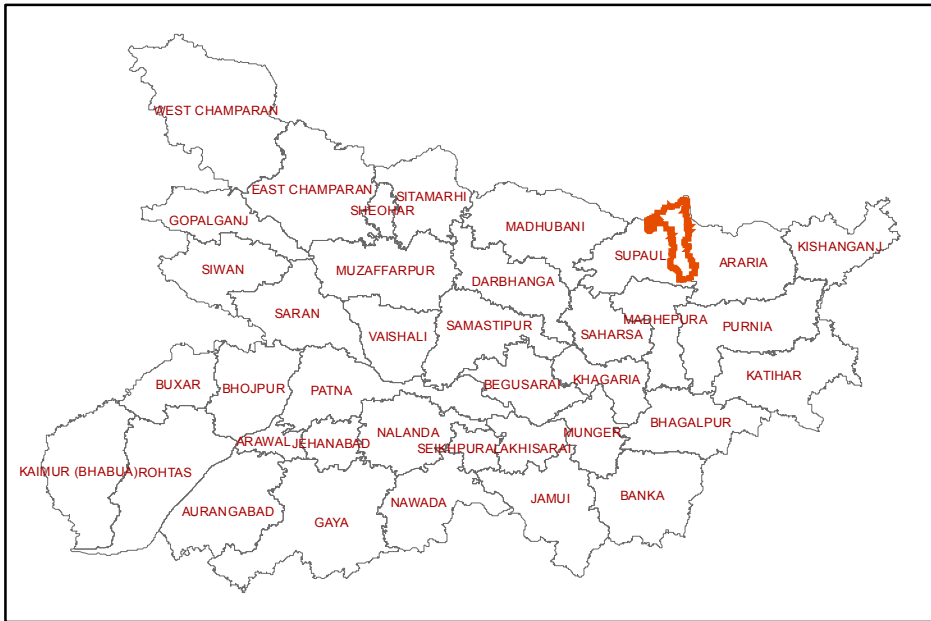 WEST CHAMPARAN
EAST CHAMPARAN
SHEOHAR
SITAMARHI
GOPALGANJ
MADHUBANI
SUPAUL
ARARIA
KISHANGANJ
SIWAN
MUZAFFARPUR
DARBHANGA
SARAN
VAISHALI
SAMASTIPUR
SAHARSA
MADHEPURA
PURNIA
BUXAR
BHOJPUR
PATNA
BEGUSARAI
KHAGARIA
KATIHAR
ARAWAL
JEHANABAD
NALANDA
SEIKHPURA
LAKHISARAI
MUNGER
BHAGALPUR
KAIMUR (BHABUA)
ROHTAS
AURANGABAD
GAYA
NAWADA
JAMUI
BANKA